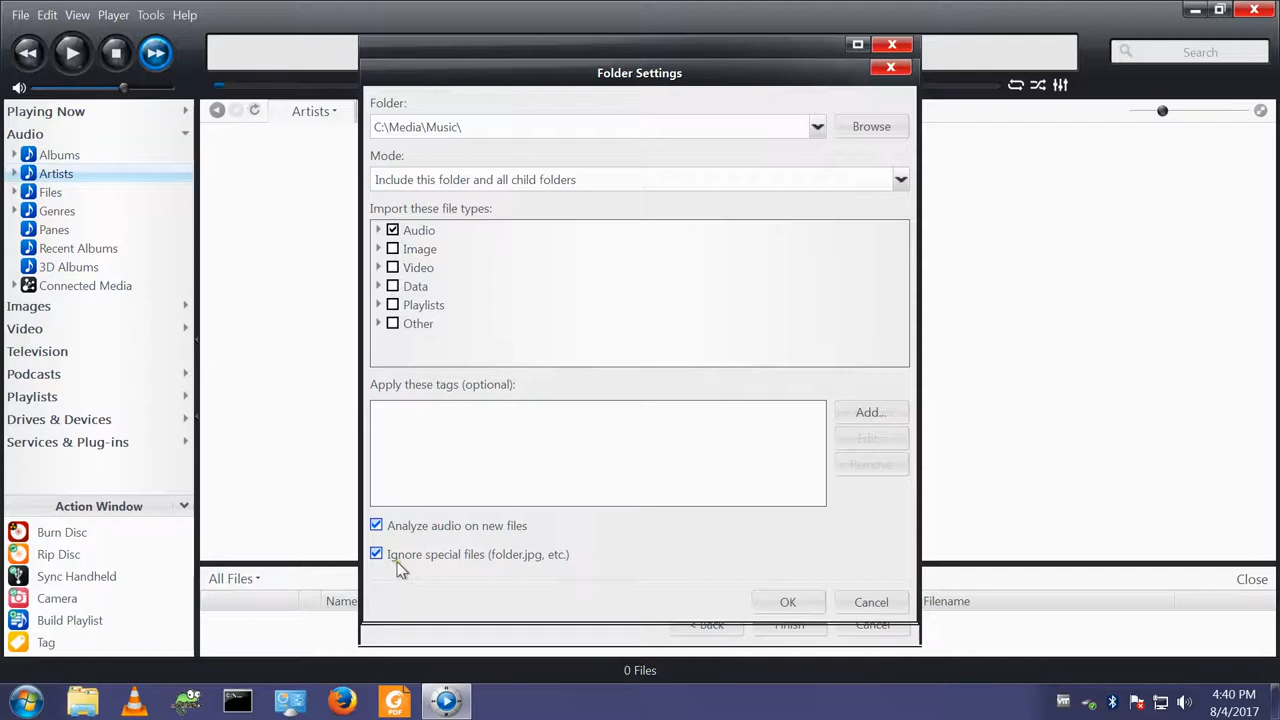 File Edit View Player Tools Help
Search
Folder Settings
Playing Now
Audio
Albums
Artists
Files
Genres
Panes
Recent Albums
3D Albums
Connected Media
Images
Video
Television
Podcasts
Playlists
Drives & Devices
Services & Plug-ins
Action Window
Burn Disc
Rip Disc
Sync Handheld
Camera
Build Playlist
Tag
Artists
Folder:
C:\Media\Music\
Browse
Mode:
Include this folder and all child folders
Import these file types:
Audio
Image
Video
Data
Playlists
Other
Apply these tags (optional):
Add...
Edit...
Remove
Analyze audio on new files
Ignore special files (folder.jpg, etc.)
OK Cancel
< Back Finish Cancel
All Files Close
Name Filename
0 Files
PDF
4:40 PM
8/4/2017